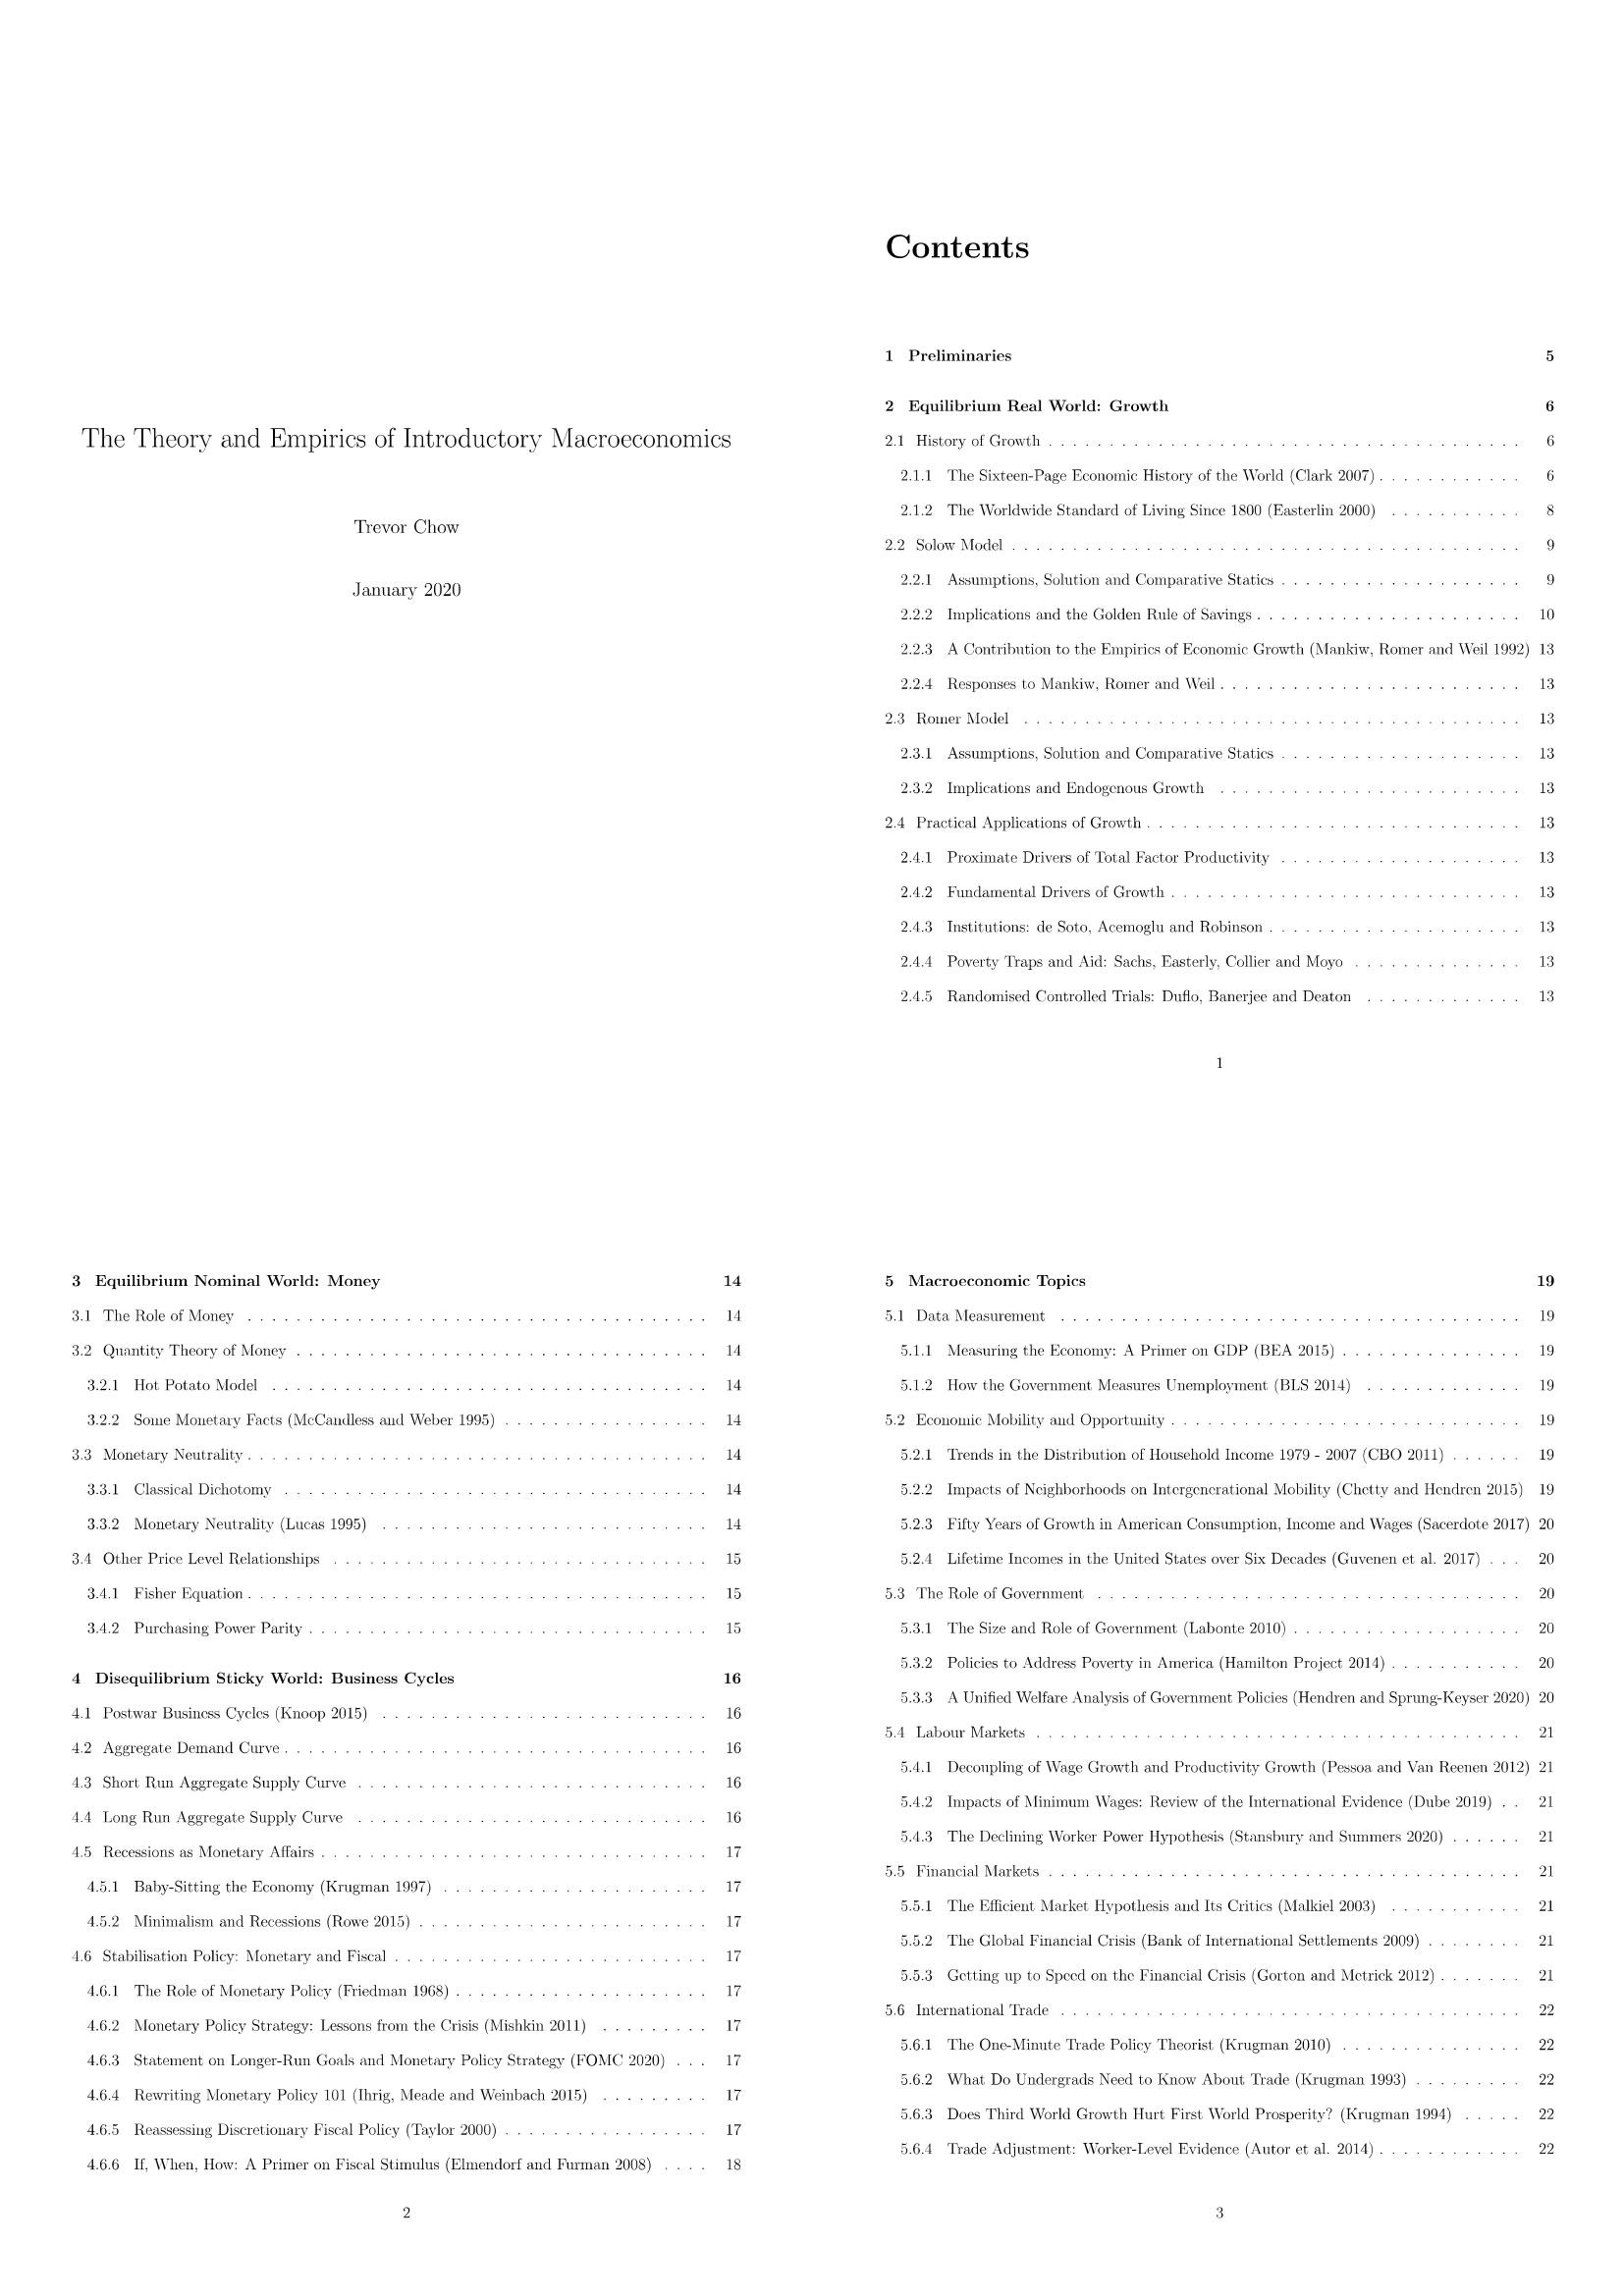 The Theory and Empirics of Introductory Macroeconomics
Trevor Chow
January 2020
Contents
1 Preliminaries 5
2 Equilibrium Real World: Growth 6
2.1 History of Growth . . . . . . . . . . . . . . . . . . . . 6
2.1.1 The Sixteen-Page Economic History of the World (Clark 2007) . . . . . . . . . . . . 6
2.1.2 The Worldwide Standard of Living Since 1800 (Easterlin 2000) . . . . . . . . . . . 8
2.2 Solow Model . . . . . . . . . . . . . . . . . . . . 9
2.2.1 Assumptions, Solution and Comparative Statics . . . . . . . . . . . . . . . . . . . . 9
2.2.2 Implications and the Golden Rule of Savings . . . . . . . . . . . . . . . . . . . . 10
2.2.3 A Contribution to the Empirics of Economic Growth (Mankiw, Romer and Weil 1992) 13
2.2.4 Responses to Mankiw, Romer and Weil . . . . . . . . . . . . . . . . . . . . 13
2.3 Romer Model . . . . . . . . . . . . . . . . . . . . 13
2.3.1 Assumptions, Solution and Comparative Statics . . . . . . . . . . . . . . . . . . . . 13
2.3.2 Implications and Endogenous Growth . . . . . . . . . . . . . . . . . . . . 13
2.4 Practical Applications of Growth . . . . . . . . . . . . . . . . . . . . 13
2.4.1 Proximate Drivers of Total Factor Productivity . . . . . . . . . . . . . . . . . . . . 13
2.4.2 Fundamental Drivers of Growth . . . . . . . . . . . . . . . . . . . . 13
2.4.3 Institutions: de Soto, Acemoglu and Robinson . . . . . . . . . . . . . . . . . . . . 13
2.4.4 Poverty Traps and Aid: Sachs, Easterly, Collier and Moyo . . . . . . . . . . . . . . 13
2.4.5 Randomised Controlled Trials: Duflo, Banerjee and Deaton . . . . . . . . . . . . . 13
1
3 Equilibrium Nominal World: Money 14
3.1 The Role of Money . . . . . . . . . . . . . . . . . . . . 14
3.2 Quantity Theory of Money . . . . . . . . . . . . . . . . . . . . 14
3.2.1 Hot Potato Model . . . . . . . . . . . . . . . . . . . . 14
3.2.2 Some Monetary Facts (McCandless and Weber 1995) . . . . . . . . . . . . . . . . . 14
3.3 Monetary Neutrality . . . . . . . . . . . . . . . . . . . . 14
3.3.1 Classical Dichotomy . . . . . . . . . . . . . . . . . . . . 14
3.3.2 Monetary Neutrality (Lucas 1995) . . . . . . . . . . . . . . . . . . . . 14
3.4 Other Price Level Relationships . . . . . . . . . . . . . . . . . . . . 15
3.4.1 Fisher Equation . . . . . . . . . . . . . . . . . . . . 15
3.4.2 Purchasing Power Parity . . . . . . . . . . . . . . . . . . . . 15
4 Disequilibrium Sticky World: Business Cycles 16
4.1 Postwar Business Cycles (Knoop 2015) . . . . . . . . . . . . . . . . . . . . 16
4.2 Aggregate Demand Curve . . . . . . . . . . . . . . . . . . . . 16
4.3 Short Run Aggregate Supply Curve . . . . . . . . . . . . . . . . . . . . 16
4.4 Long Run Aggregate Supply Curve . . . . . . . . . . . . . . . . . . . . 16
4.5 Recessions as Monetary Affairs . . . . . . . . . . . . . . . . . . . . 17
4.5.1 Baby-Sitting the Economy (Krugman 1997) . . . . . . . . . . . . . . . . . . . . 17
4.5.2 Minimalism and Recessions (Rowe 2015) . . . . . . . . . . . . . . . . . . . . 17
4.6 Stabilisation Policy: Monetary and Fiscal . . . . . . . . . . . . . . . . . . . . 17
4.6.1 The Role of Monetary Policy (Friedman 1968) . . . . . . . . . . . . . . . . . . . . 17
4.6.2 Monetary Policy Strategy: Lessons from the Crisis (Mishkin 2011) . . . . . . . . . 17
4.6.3 Statement on Longer-Run Goals and Monetary Policy Strategy (FOMC 2020) . . . 17
4.6.4 Rewriting Monetary Policy 101 (Ihrig, Meade and Weinbach 2015) . . . . . . . . . 17
4.6.5 Reassessing Discretionary Fiscal Policy (Taylor 2000) . . . . . . . . . . . . . . . . . 17
4.6.6 If, When, How: A Primer on Fiscal Stimulus (Elmendorf and Furman 2008) . . . . 18
2
5 Macroeconomic Topics 19
5.1 Data Measurement . . . . . . . . . . . . . . . . . . . . 19
5.1.1 Measuring the Economy: A Primer on GDP (BEA 2015) . . . . . . . . . . . . . . . 19
5.1.2 How the Government Measures Unemployment (BLS 2014) . . . . . . . . . . . . . 19
5.2 Economic Mobility and Opportunity . . . . . . . . . . . . . . . . . . . . 19
5.2.1 Trends in the Distribution of Household Income 1979 - 2007 (CBO 2011) . . . . . . 19
5.2.2 Impacts of Neighborhoods on Intergenerational Mobility (Chetty and Hendren 2015) 19
5.2.3 Fifty Years of Growth in American Consumption, Income and Wages (Sacerdote 2017) 20
5.2.4 Lifetime Incomes in the United States over Six Decades (Guvenen et al. 2017) . . . 20
5.3 The Role of Government . . . . . . . . . . . . . . . . . . . . 20
5.3.1 The Size and Role of Government (Labonte 2010) . . . . . . . . . . . . . . . . . . . 20
5.3.2 Policies to Address Poverty in America (Hamilton Project 2014) . . . . . . . . . . . 20
5.3.3 A Unified Welfare Analysis of Government Policies (Hendren and Sprung-Keyser 2020) 20
5.4 Labour Markets . . . . . . . . . . . . . . . . . . . . 21
5.4.1 Decoupling of Wage Growth and Productivity Growth (Pessoa and Van Reenen 2012) 21
5.4.2 Impacts of Minimum Wages: Review of the International Evidence (Dube 2019) . . 21
5.4.3 The Declining Worker Power Hypothesis (Stansbury and Summers 2020) . . . . . . 21
5.5 Financial Markets . . . . . . . . . . . . . . . . . . . . 21
5.5.1 The Efficient Market Hypothesis and Its Critics (Malkiel 2003) . . . . . . . . . . . 21
5.5.2 The Global Financial Crisis (Bank of International Settlements 2009) . . . . . . . . 21
5.5.3 Getting up to Speed on the Financial Crisis (Gorton and Metrick 2012) . . . . . . . 21
5.6 International Trade . . . . . . . . . . . . . . . . . . . . 22
5.6.1 The One-Minute Trade Policy Theorist (Krugman 2010) . . . . . . . . . . . . . . . 22
5.6.2 What Do Undergrads Need to Know About Trade (Krugman 1993) . . . . . . . . . 22
5.6.3 Does Third World Growth Hurt First World Prosperity? (Krugman 1994) . . . . . 22
5.6.4 Trade Adjustment: Worker-Level Evidence (Autor et al. 2014) . . . . . . . . . . . . 22
3